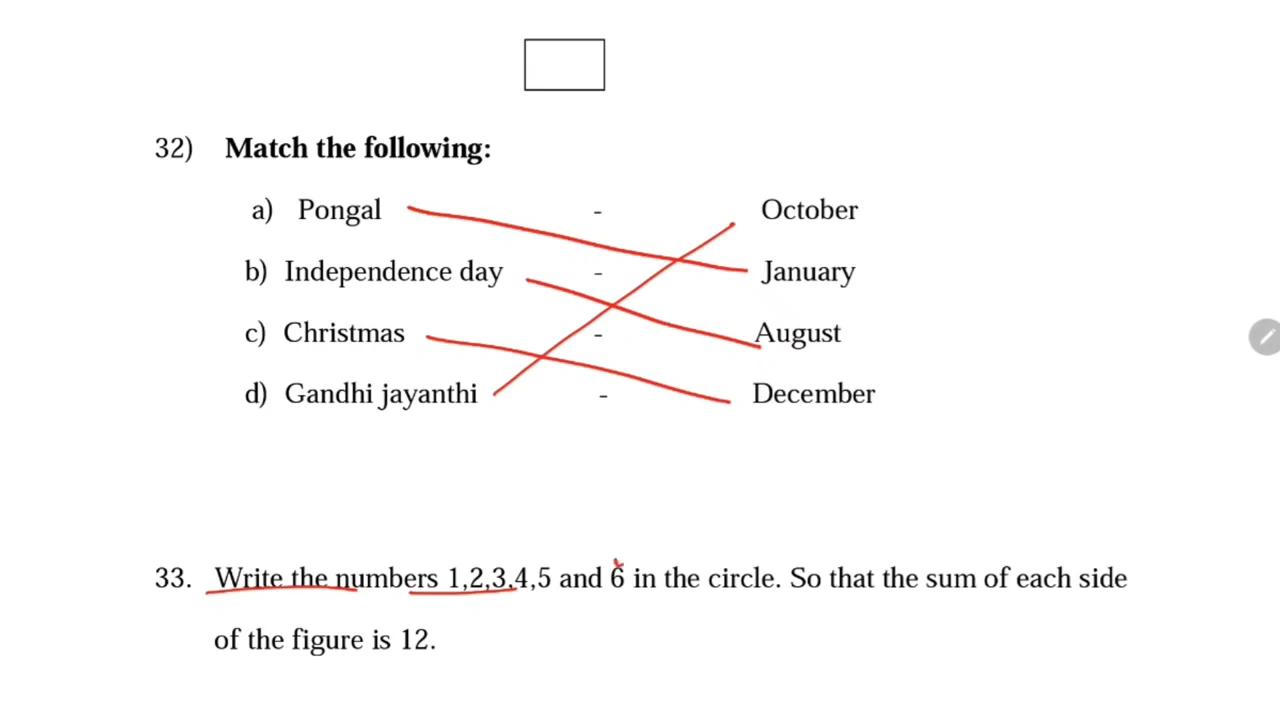 32) Match the following:
a) Pongal - October
b) Independence day - January
c) Christmas - August
d) Gandhi jayanthi - December
33. Write the numbers 1,2,3,4,5 and 6 in the circle. So that the sum of each side
of the figure is 12.